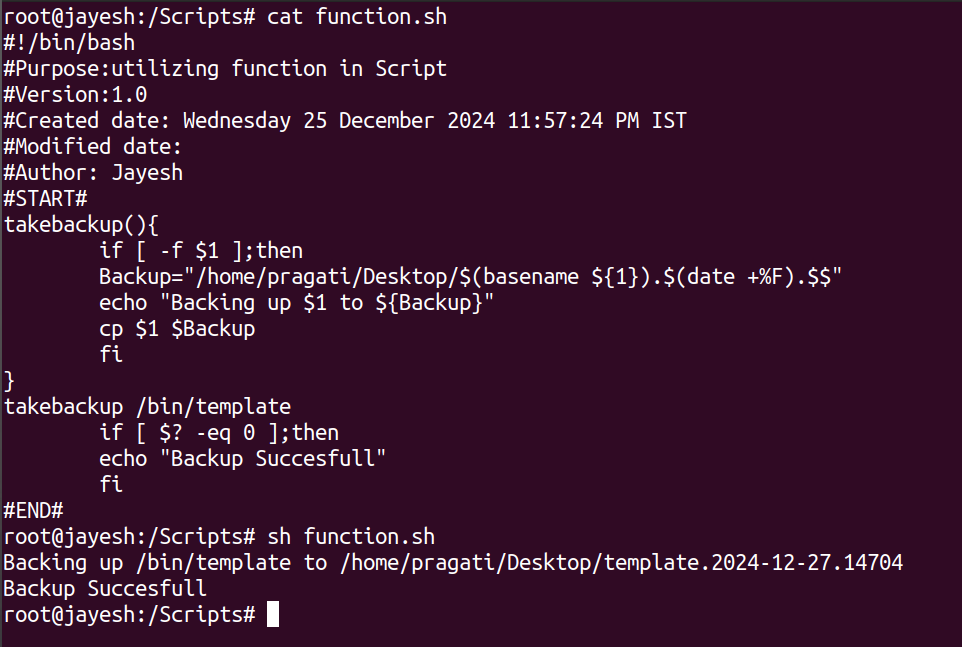 root@jayesh:/Scripts# cat function.sh
#!/bin/bash
#Purpose:utilizing function in Script
#Version:1.0
#Created date: Wednesday 25 December 2024 11:57:24 PM IST
#Modified date:
#Author: Jayesh
#START#
takebackup(){
        if [ -f $1 ];then
        Backup="/home/pragati/Desktop/$(basename ${1}).$(date +%F).$$"
        echo "Backing up $1 to ${Backup}"
        cp $1 $Backup
        fi
}
takebackup /bin/template
        if [ $? -eq 0 ];then
        echo "Backup Succesfull"
        fi
#END#
root@jayesh:/Scripts# sh function.sh
Backing up /bin/template to /home/pragati/Desktop/template.2024-12-27.14704
Backup Succesfull
root@jayesh:/Scripts#